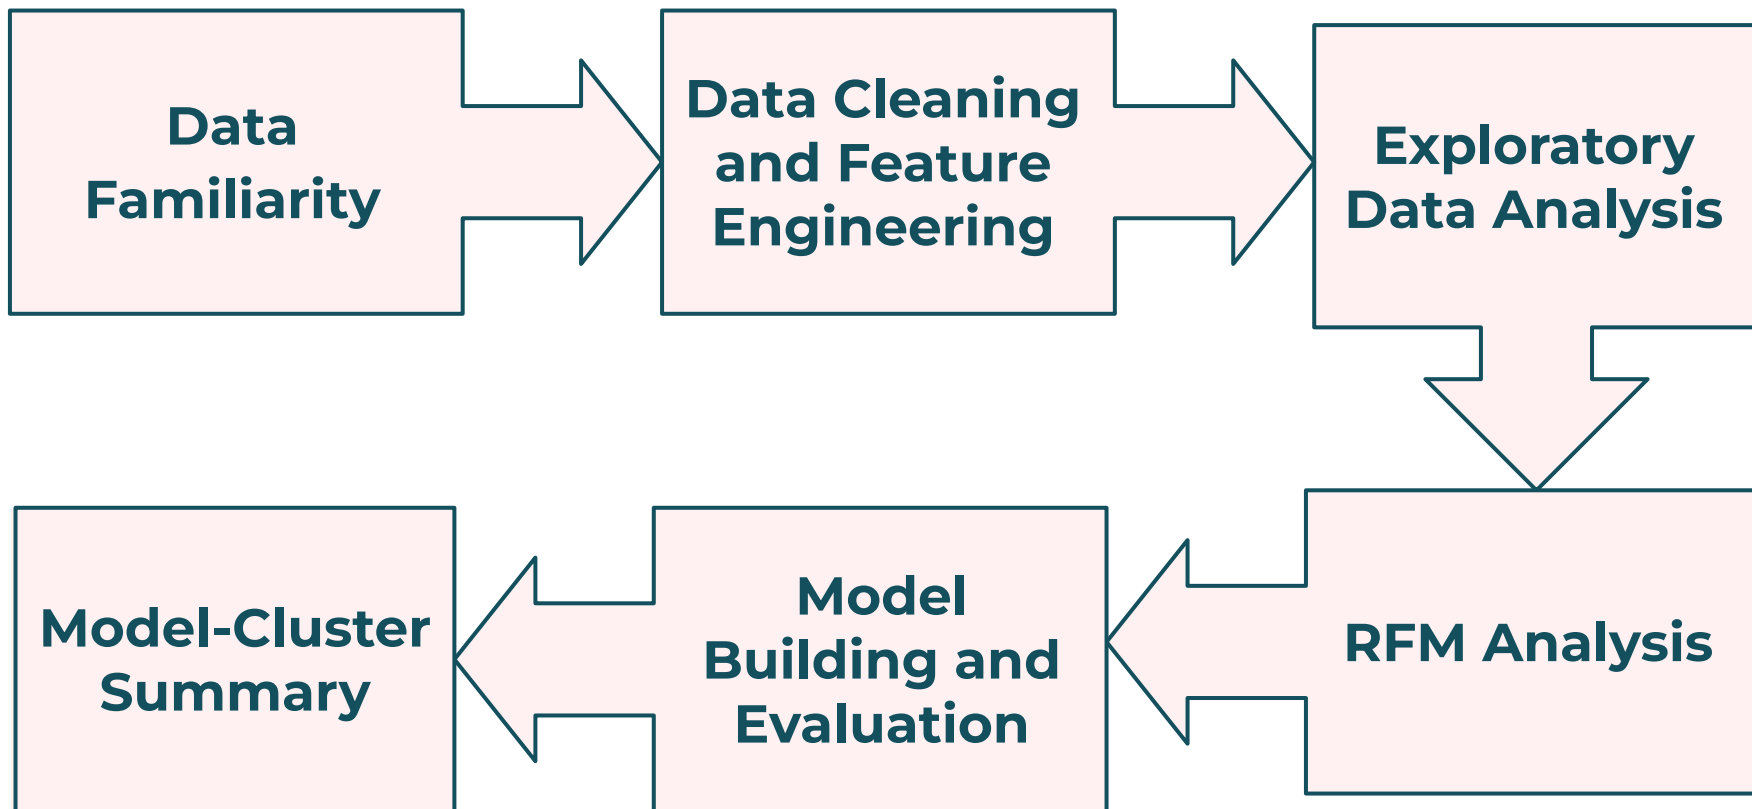 Data
Familiarity
Data Cleaning
and Feature
Engineering
Exploratory
Data Analysis
RFM Analysis
Model
Building and
Evaluation
Model-Cluster
Summary